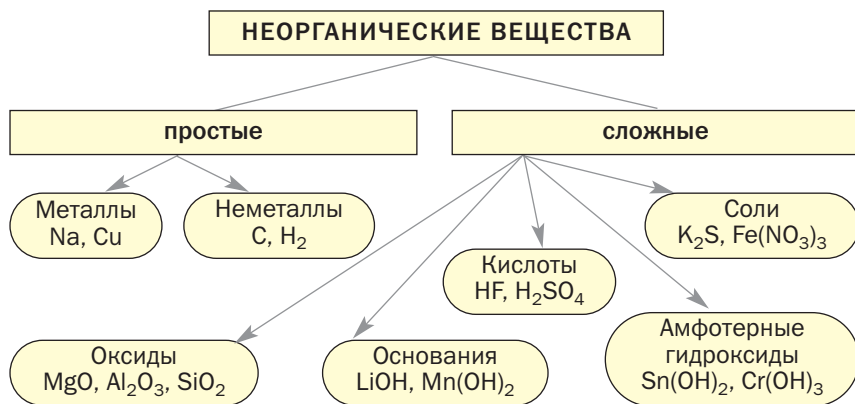 НЕОРГАНИЧЕСКИЕ ВЕЩЕСТВА
простые
сложные
Металлы
Na, Cu
Неметаллы
C, H₂
Соли
K₂S, Fe(NO₃)₃
Кислоты
HF, H₂SO₄
Оксиды
MgO, Al₂O₃, SiO₂
Основания
LiOH, Mn(OH)₂
Амфотерные
гидроксиды
Sn(OH)₂, Cr(OH)₃